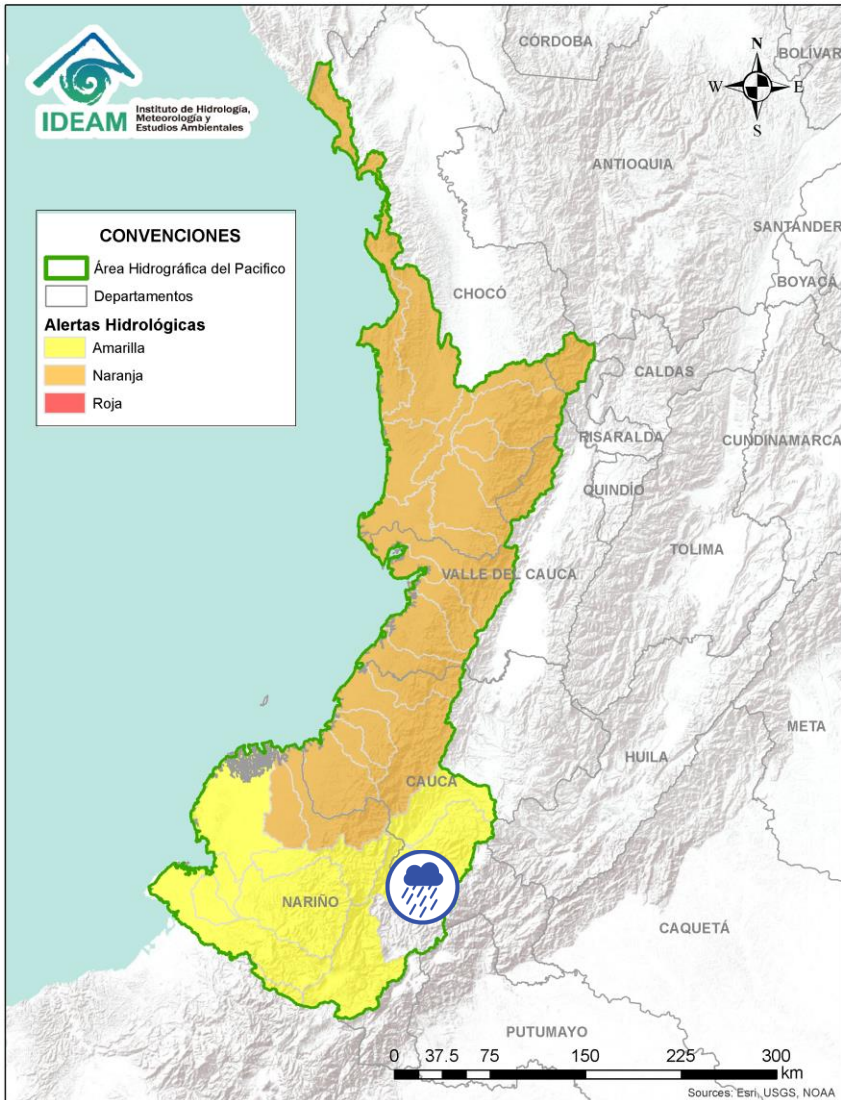 IDEAM
Instituto de Hidrología,
Meteorología y
Estudios Ambientales
N
W
E
S
CÓRDOBA
BOLÍVAR
ANTIOQUIA
SANTANDER
BOYACÁ
CHOCÓ
CALDAS
RISARALDA
CUNDINAMARCA
QUINDÍO
TOLIMA
VALLE DEL CAUCA
META
HUILA
CAUCA
NARIÑO
CAQUETÁ
PUTUMAYO
CONVENCIONES
Área Hidrográfica del Pacifico
Departamentos
Alertas Hidrológicas
Amarilla
Naranja
Roja
0 37.5 75 150 225 300
km
Sources: Esri, USGS, NOAA